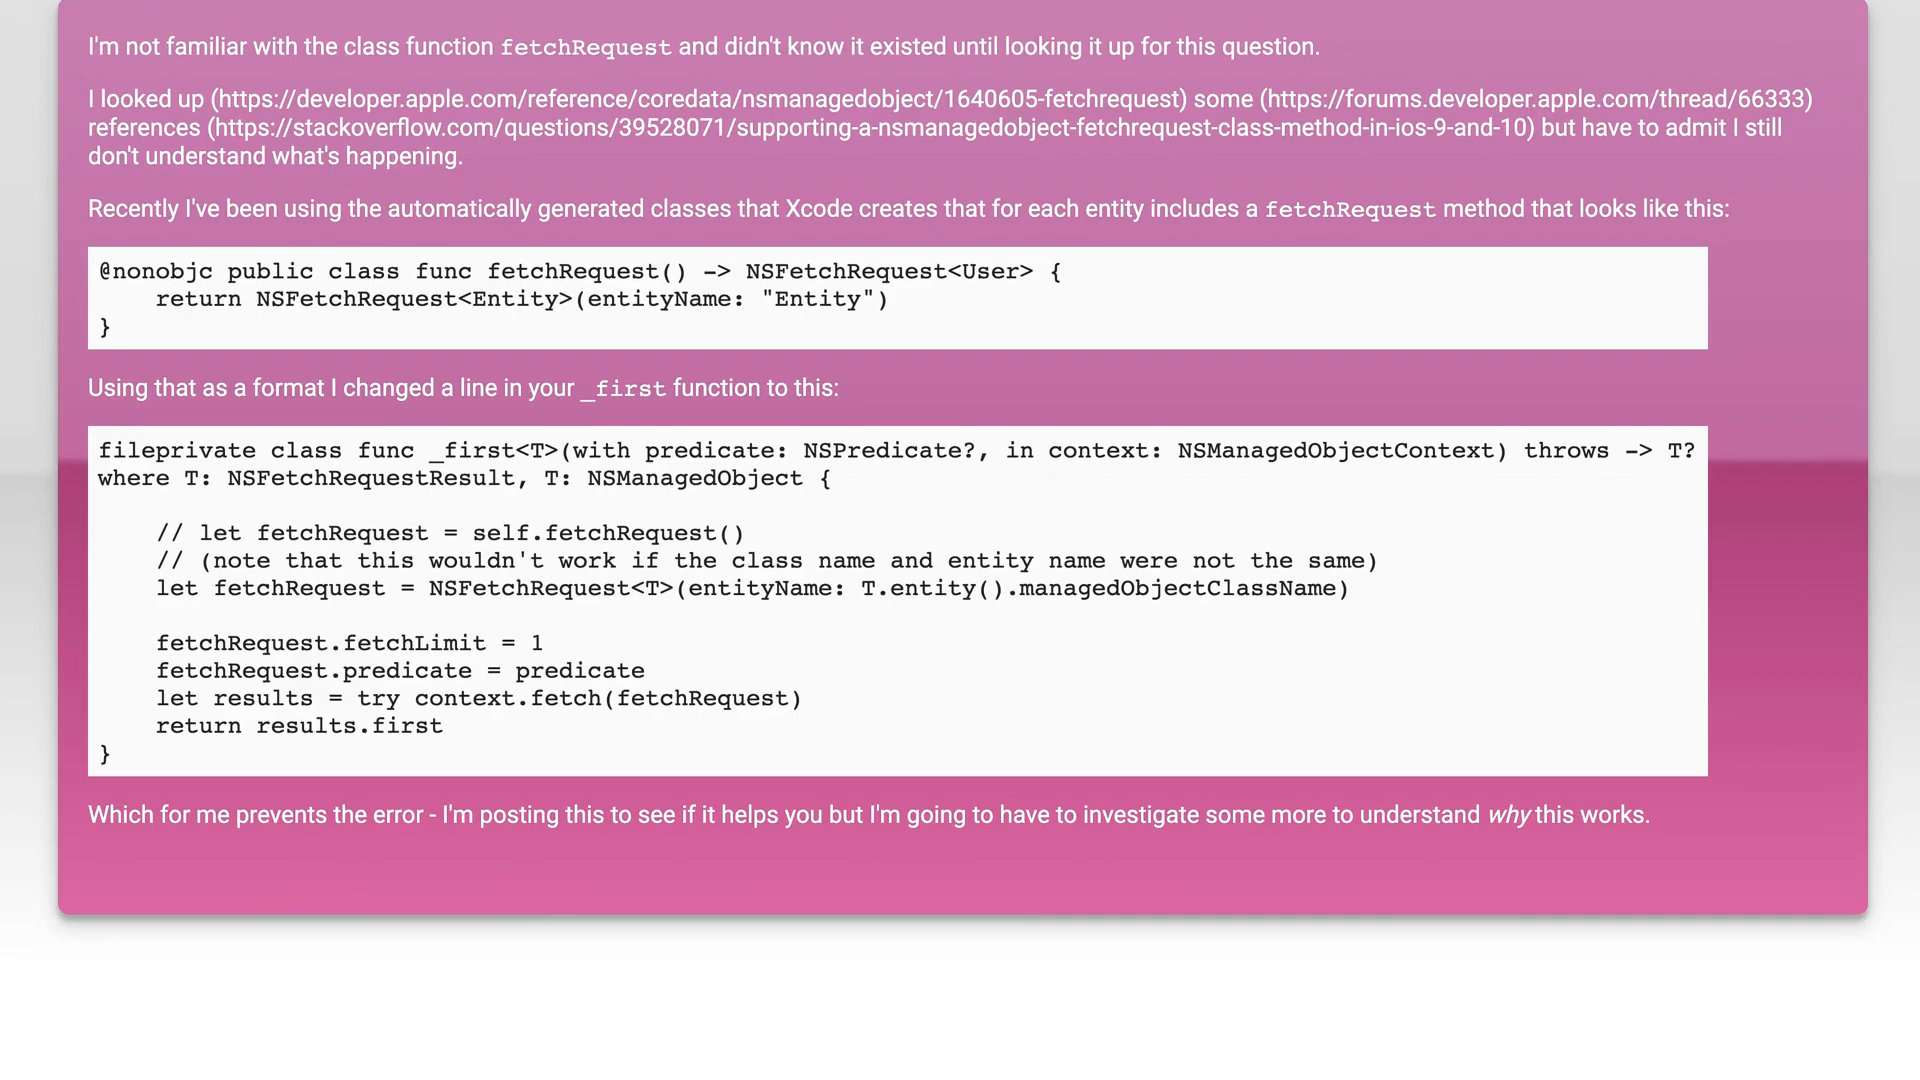 I'm not familiar with the class function fetchRequest and didn't know it existed until looking it up for this question.
I looked up (https://developer.apple.com/reference/coredata/nsmanagedobject/1640605-fetchrequest) some (https://forums.developer.apple.com/thread/66333)
references (https://stackoverflow.com/questions/39528071/supporting-a-nsmanagedobject-fetchrequest-class-method-in-ios-9-and-10) but have to admit I still
don't understand what's happening.
Recently I've been using the automatically generated classes that Xcode creates that for each entity includes a fetchRequest method that looks like this:
@nonobjc public class func fetchRequest() -> NSFetchRequest<User> {
    return NSFetchRequest<Entity>(entityName: "Entity")
}
Using that as a format I changed a line in your _first function to this:
fileprivate class func _first<T>(with predicate: NSPredicate?, in context: NSManagedObjectContext) throws -> T?
where T: NSFetchRequestResult, T: NSManagedObject {
    // let fetchRequest = self.fetchRequest()
    // (note that this wouldn't work if the class name and entity name were not the same)
    let fetchRequest = NSFetchRequest<T>(entityName: T.entity().managedObjectClassName)
    fetchRequest.fetchLimit = 1
    fetchRequest.predicate = predicate
    let results = try context.fetch(fetchRequest)
    return results.first
}
Which for me prevents the error - I'm posting this to see if it helps you but I'm going to have to investigate some more to understand why this works.